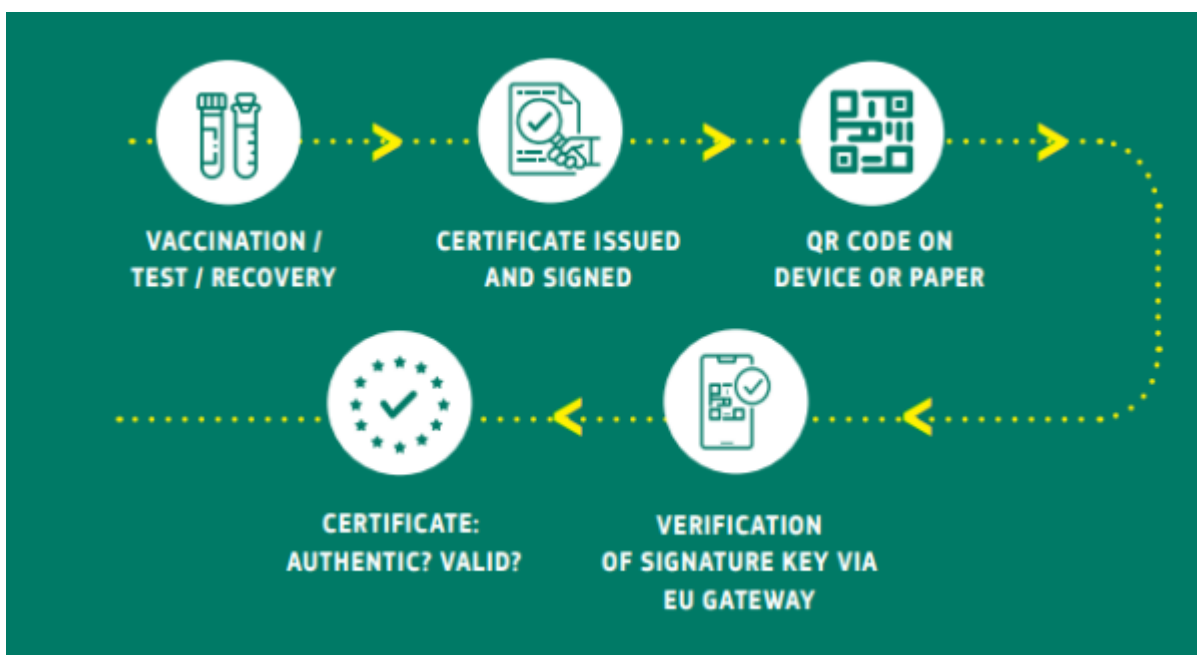 VACCINATION /
TEST / RECOVERY
CERTIFICATE ISSUED
AND SIGNED
QR CODE ON
DEVICE OR PAPER
VERIFICATION
OF SIGNATURE KEY VIA
EU GATEWAY
CERTIFICATE:
AUTHENTIC? VALID?